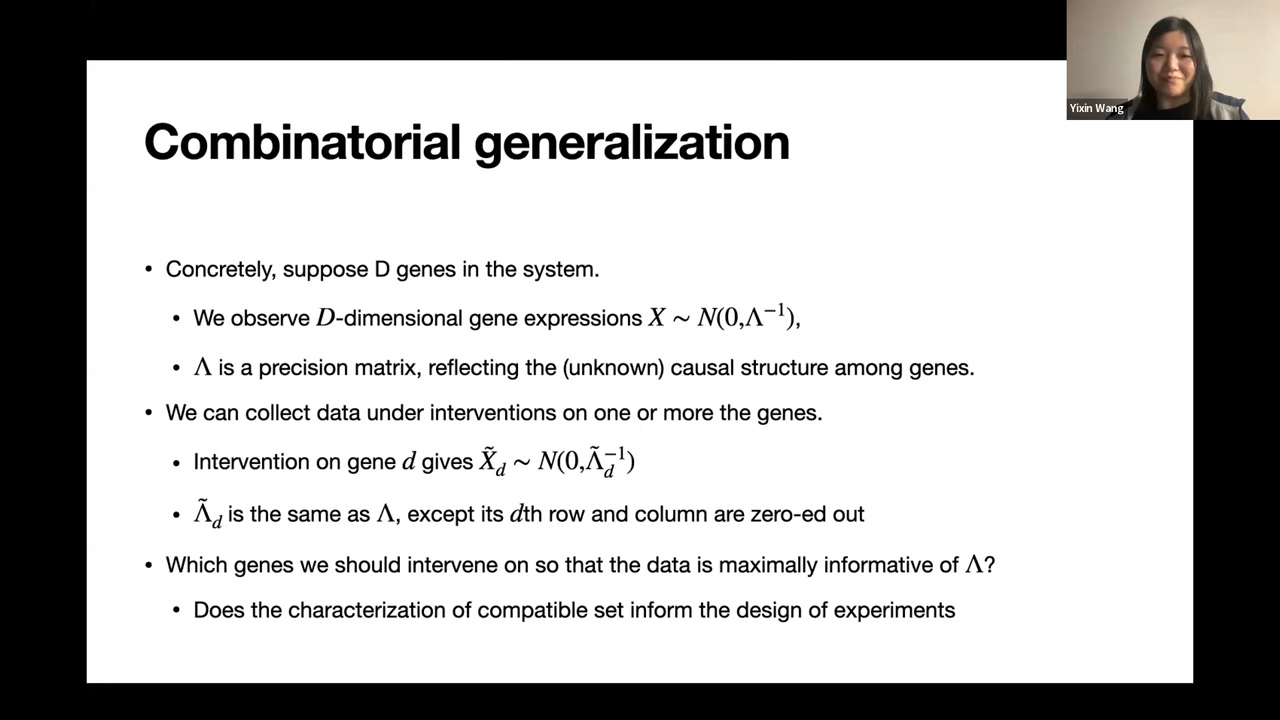 Yixin Wang
Combinatorial generalization
• Concretely, suppose D genes in the system.
• We observe D-dimensional gene expressions X ~ N(0,Λ⁻¹),
• Λ is a precision matrix, reflecting the (unknown) causal structure among genes.
• We can collect data under interventions on one or more the genes.
• Intervention on gene d gives X̃_d ~ N(0,Λ̃_d⁻¹)
• Λ̃_d is the same as Λ, except its dth row and column are zero-ed out
• Which genes we should intervene on so that the data is maximally informative of Λ?
• Does the characterization of compatible set inform the design of experiments